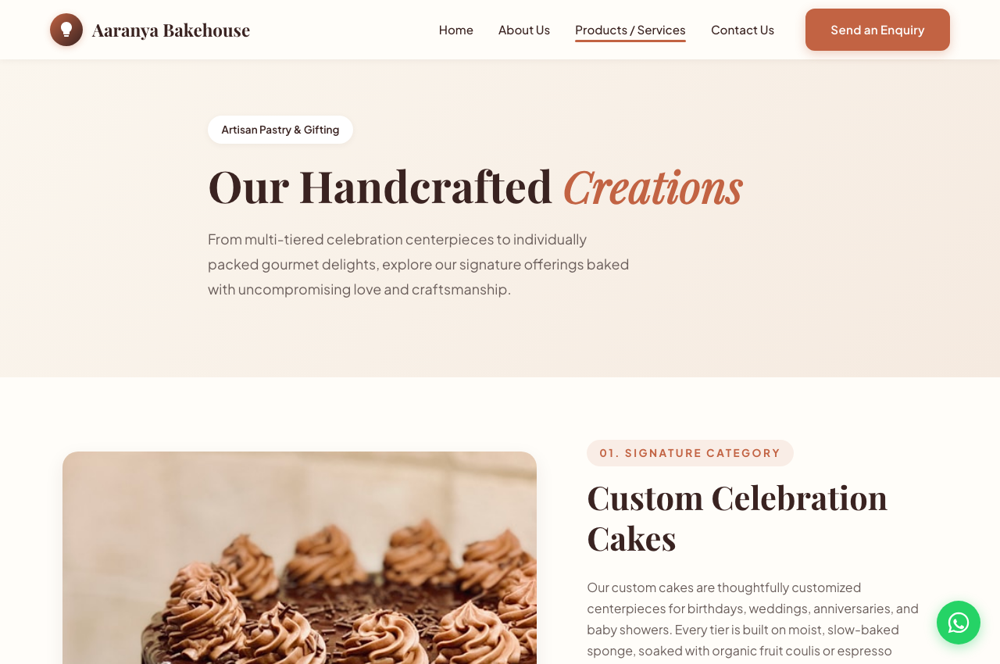 Aaranya Bakehouse
Home
About Us
Products / Services
Contact Us
Send an Enquiry
Artisan Pastry & Gifting
Our Handcrafted Creations
From multi-tiered celebration centerpieces to individually
packed gourmet delights, explore our signature offerings baked
with uncompromising love and craftsmanship.
01. SIGNATURE CATEGORY
Custom Celebration
Cakes
Our custom cakes are thoughtfully customized
centerpieces for birthdays, weddings, anniversaries, and
baby showers. Every tier is built on moist, slow-baked
sponge, soaked with organic fruit coulis or espresso